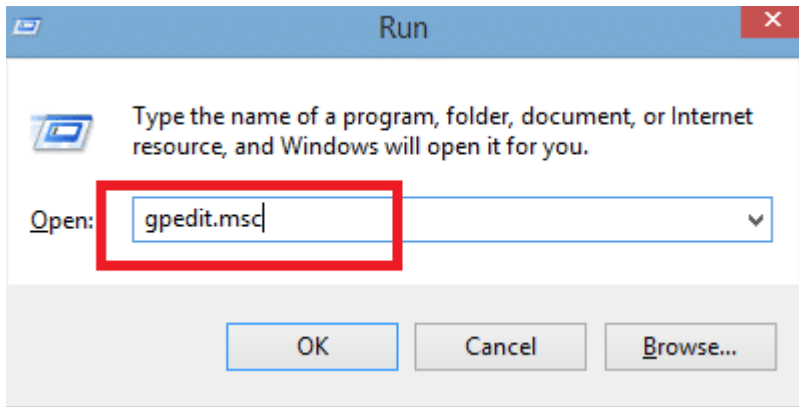 Run
Type the name of a program, folder, document, or Internet
resource, and Windows will open it for you.
Open: gpedit.msc
OK Cancel Browse...